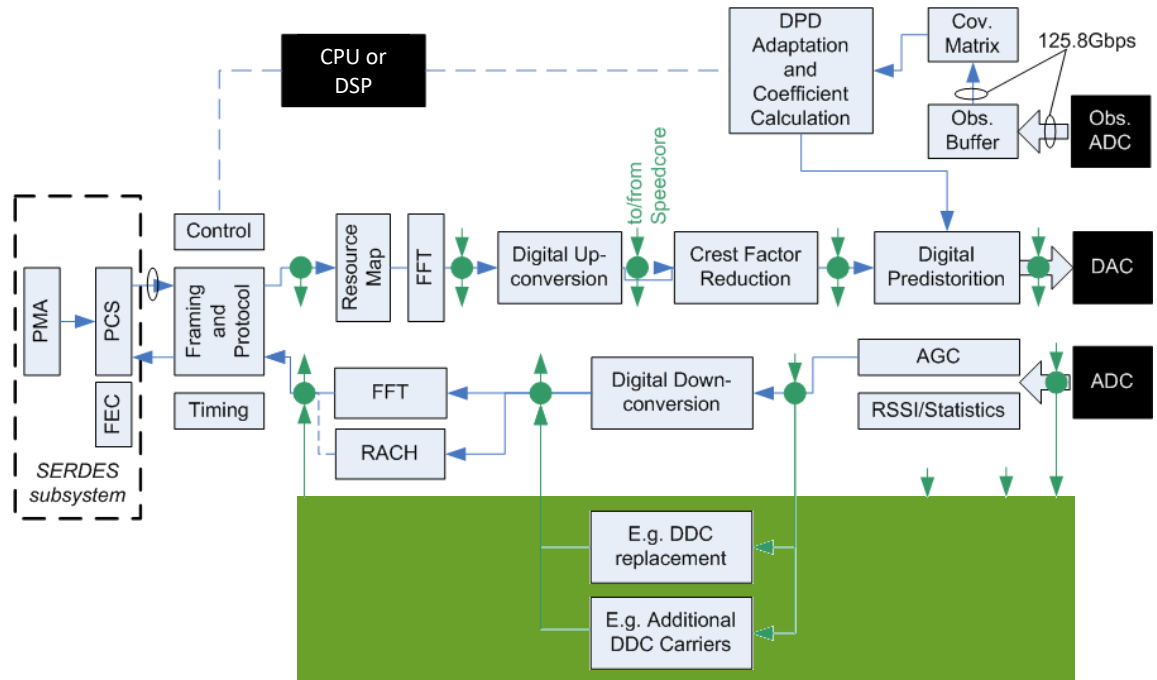 DPD
Adaptation
and
Coefficient
Calculation
Cov.
Matrix
125.8Gbps
CPU or
DSP
Obs.
Buffer
Obs.
ADC
to/from
Speedcore
Control
Resource
Map
FFT
Digital Up-
conversion
Crest Factor
Reduction
Digital
Predistorition
DAC
PMA
PCS
Framing
and
Protocol
AGC
ADC
FFT
Digital Down-
conversion
RSSI/Statistics
FEC
Timing
RACH
SERDES
subsystem
E.g. DDC
replacement
E.g. Additional
DDC Carriers